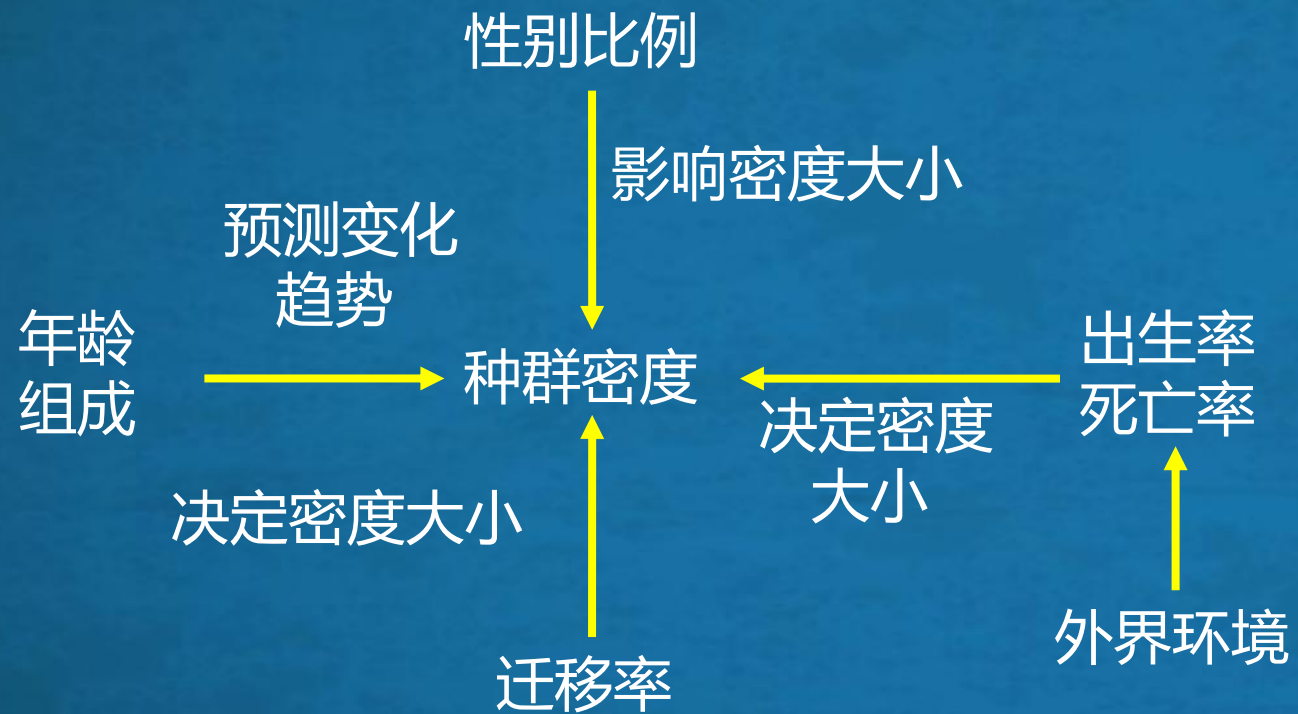 性别比例
影响密度大小
预测变化
趋势
年龄
组成
种群密度
出生率
死亡率
决定密度
大小
决定密度大小
外界环境
迁移率